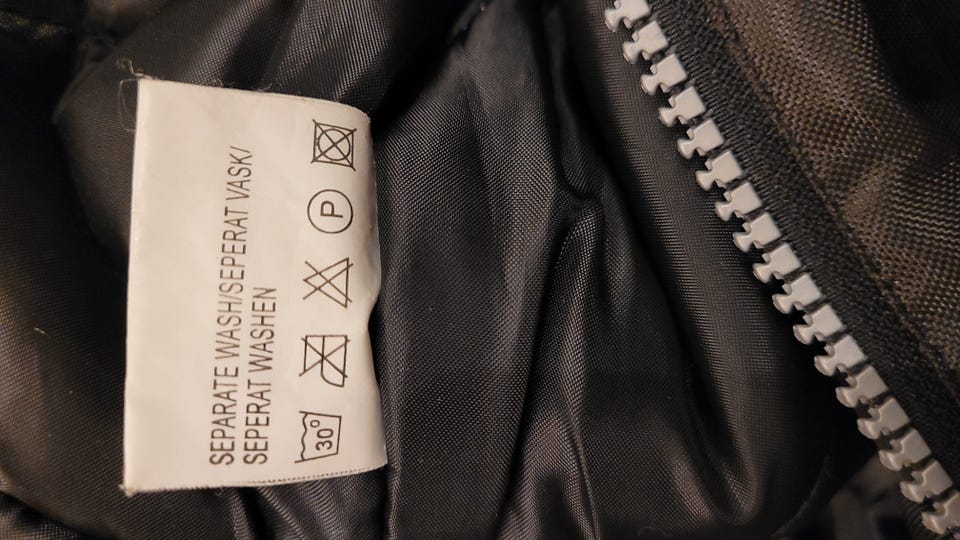 SEPARATE WASH/SEPERAT VASK/
SEPERAT WASHEN
30° P